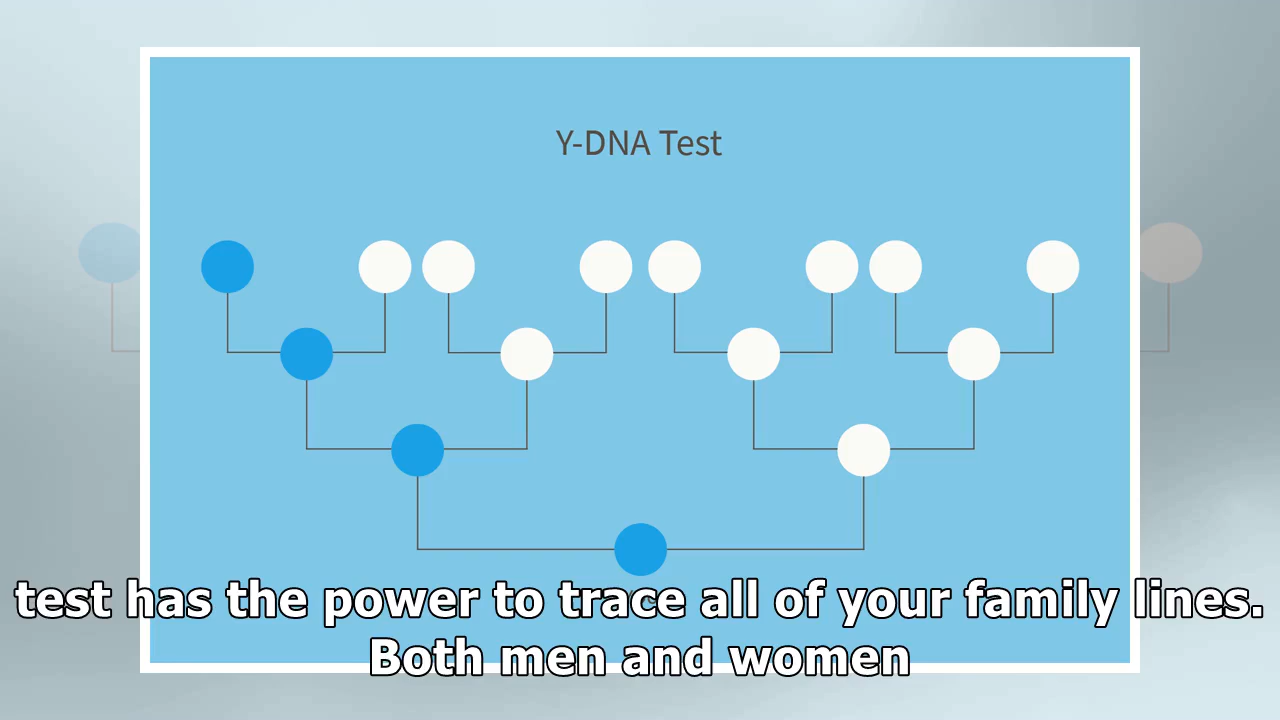 Y-DNA Test
test has the power to trace all of your family lines.
Both men and women